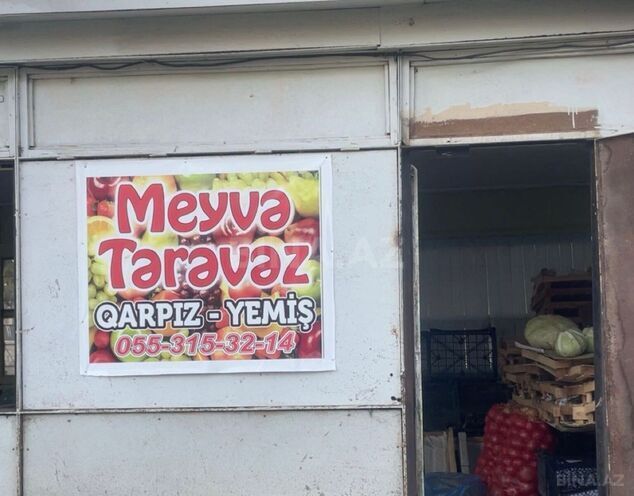 Meyvə
Tərəvəz
QARPIZ - YEMİŞ
055-315-32-14
BINA.AZ